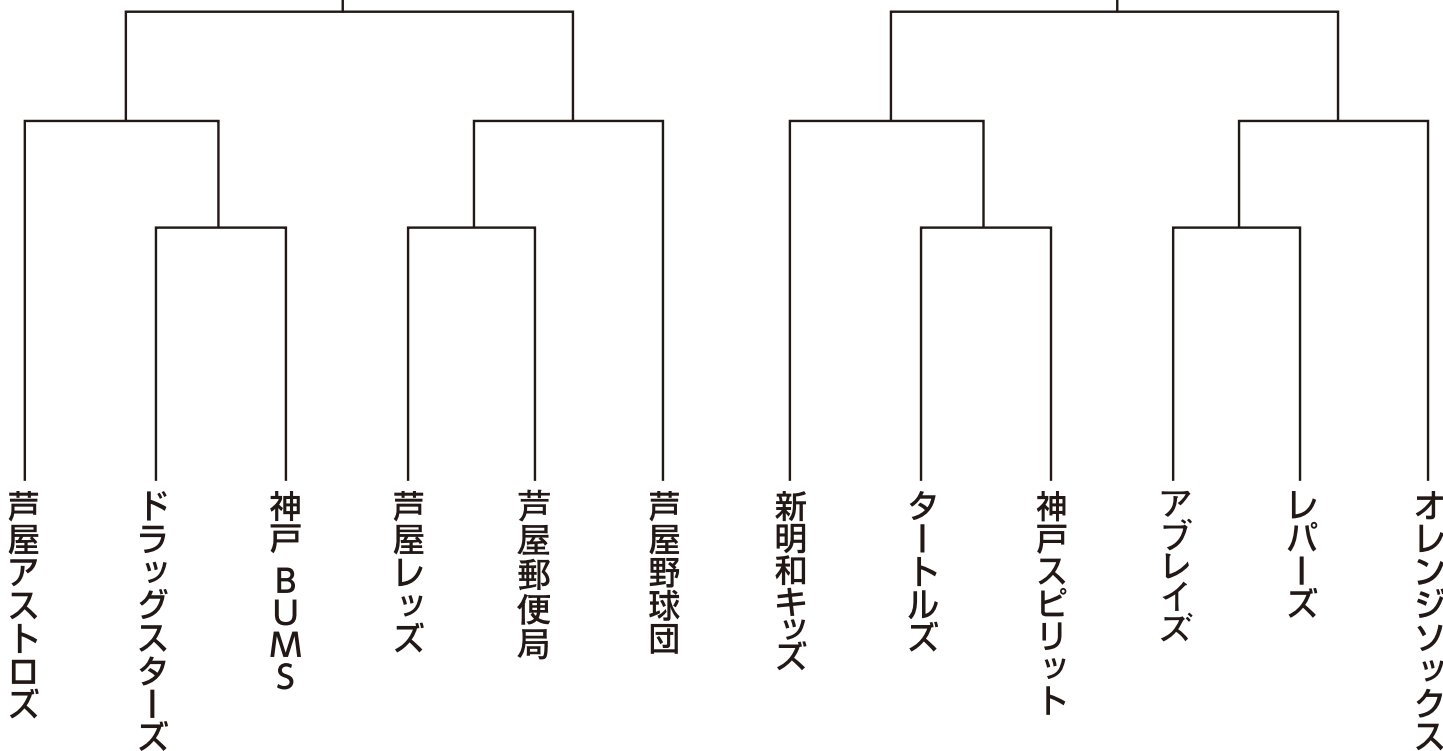 芦屋アストロズ
ドラッグスターズ
神戸 BUMS
芦屋レッズ
芦屋郵便局
芦屋野球団
新明和キッズ
タートルズ
神戸スピリット
アブレイズ
レパーズ
オレンジソックス